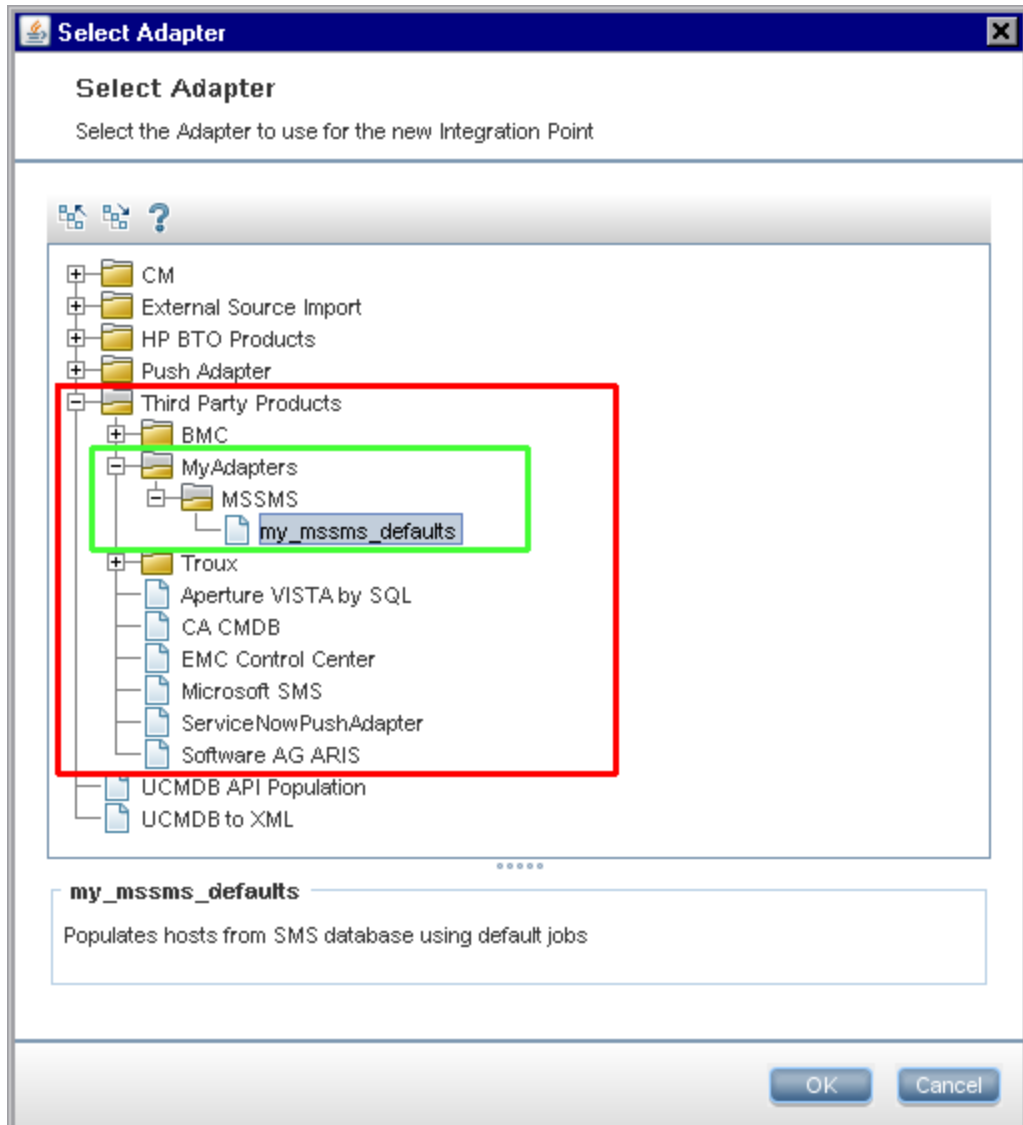 Select Adapter
Select Adapter
Select the Adapter to use for the new Integration Point
?
CM
External Source Import
HP BTO Products
Push Adapter
Third Party Products
BMC
MyAdapters
MSSMS
my_mssms_defaults
Troux
Aperture VISTA by SQL
CA CMDB
EMC Control Center
Microsoft SMS
ServiceNowPushAdapter
Software AG ARIS
UCMDB API Population
UCMDB to XML
my_mssms_defaults
Populates hosts from SMS database using default jobs
OK Cancel